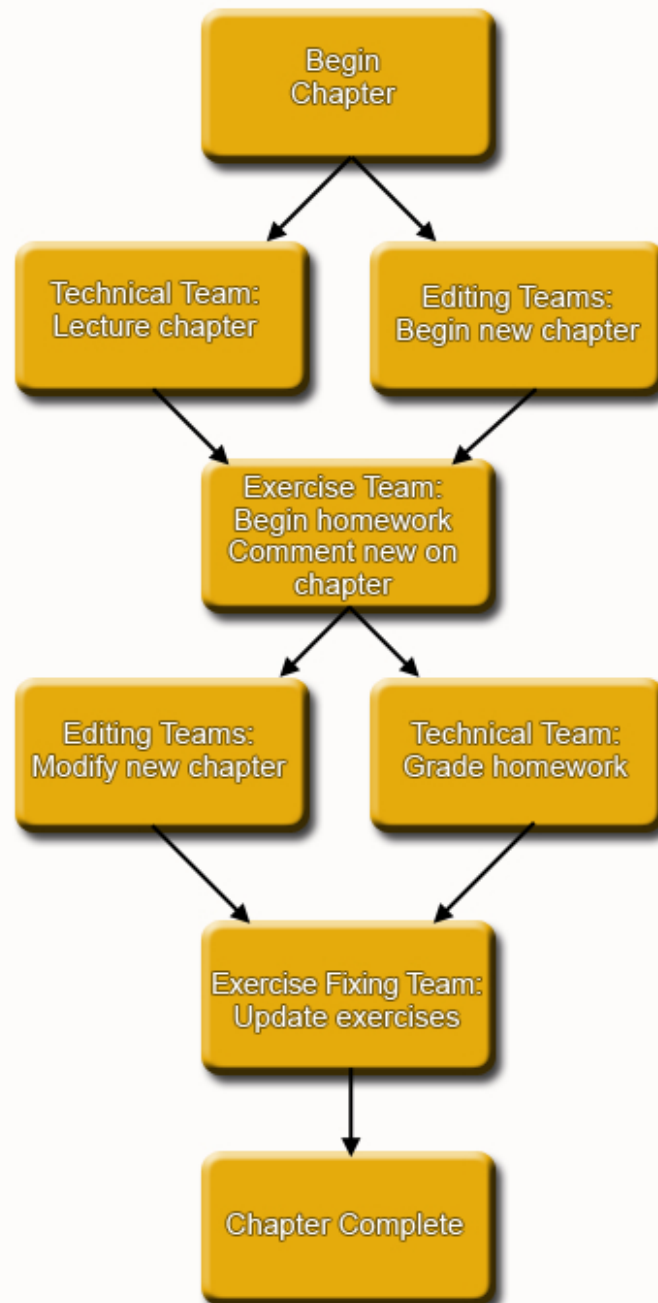 Begin
Chapter
Technical Team:
Lecture chapter
Editing Teams:
Begin new chapter
Exercise Team:
Begin homework
Comment new on
chapter
Editing Teams:
Modify new chapter
Technical Team:
Grade homework
Exercise Fixing Team:
Update exercises
Chapter Complete